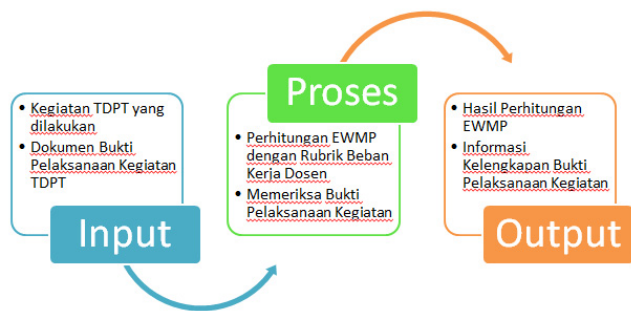 • Kegiatan TDPT yang
dilakukan
• Dokumen Bukti
Pelaksanaan Kegiatan
TDPT
Input
Proses
• Perhitungan EWMP
dengan Rubrik Beban
Kerja Dosen
• Memeriksa Bukti
Pelaksanaan Kegiatan
• Hasil Perhitungan
EWMP
• Informasi
Kelengkapan Bukti
Pelaksanaan Kegiatan
Output